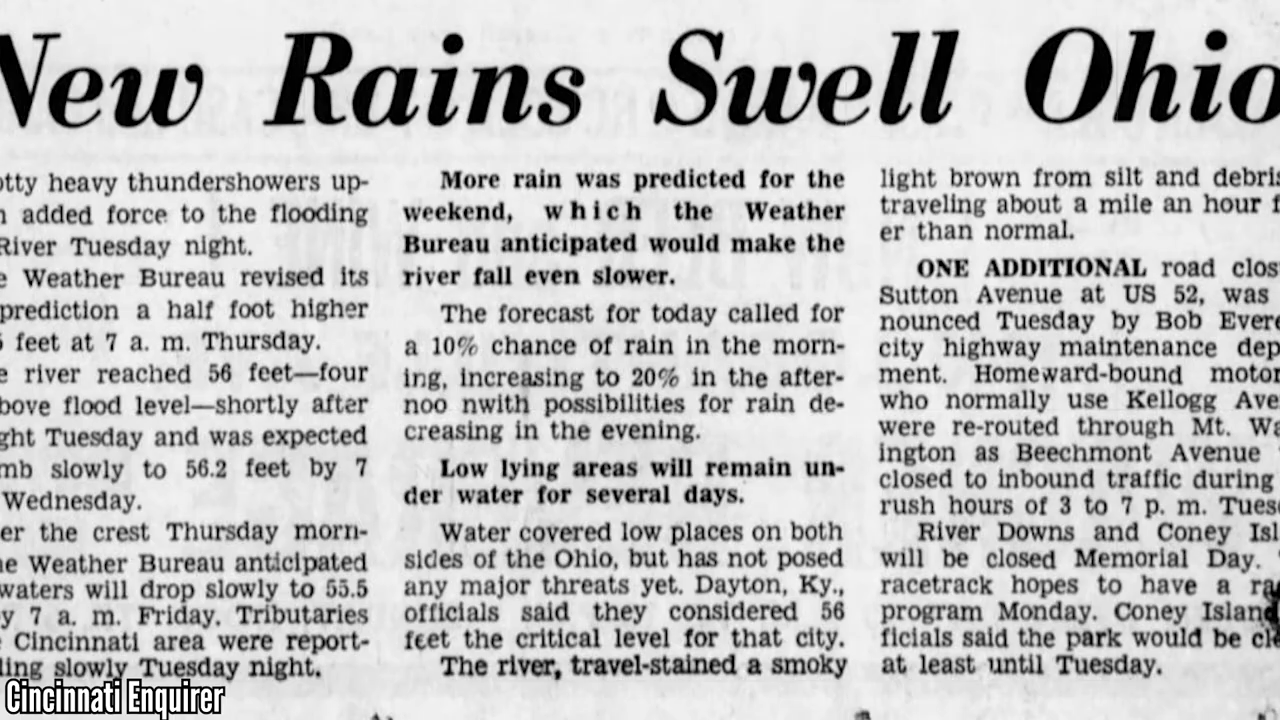 New Rains Swell Ohio
otty heavy thundershowers up-
n added force to the flooding
River Tuesday night.
e Weather Bureau revised its
prediction a half foot higher
5 feet at 7 a. m. Thursday.
e river reached 56 feet—four
bove flood level—shortly after
ght Tuesday and was expected
mb slowly to 56.2 feet by 7
Wednesday.
er the crest Thursday morn-
he Weather Bureau anticipated
waters will drop slowly to 55.5
y 7 a. m. Friday. Tributaries
e Cincinnati area were report-
ling slowly Tuesday night.
More rain was predicted for the
weekend, which the Weather
Bureau anticipated would make the
river fall even slower.
The forecast for today called for
a 10% chance of rain in the morn-
ing, increasing to 20% in the after-
noo nwith possibilities for rain de-
creasing in the evening.
Low lying areas will remain un-
der water for several days.
Water covered low places on both
sides of the Ohio, but has not posed
any major threats yet. Dayton, Ky.,
officials said they considered 56
feet the critical level for that city.
The river, travel-stained a smoky
light brown from silt and debris
traveling about a mile an hour f
er than normal.
ONE ADDITIONAL road clos
Sutton Avenue at US 52, was
nounced Tuesday by Bob Evere
city highway maintenance dep
ment. Homeward-bound motor
who normally use Kellogg Ave
were re-routed through Mt. Wa
ington as Beechmont Avenue
closed to inbound traffic during
rush hours of 3 to 7 p. m. Tues
River Downs and Coney Isl
will be closed Memorial Day.
racetrack hopes to have a ra
program Monday. Coney Island
ficials said the park would be cl
at least until Tuesday.
Cincinnati Enquirer